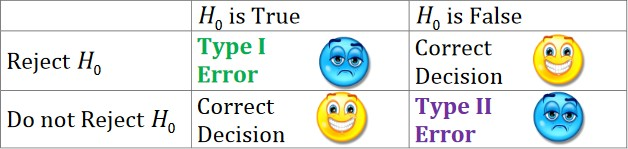 H₀ is True
H₀ is False
Reject H₀
Type I
Error
Correct
Decision
Do not Reject H₀
Correct
Decision
Type II
Error